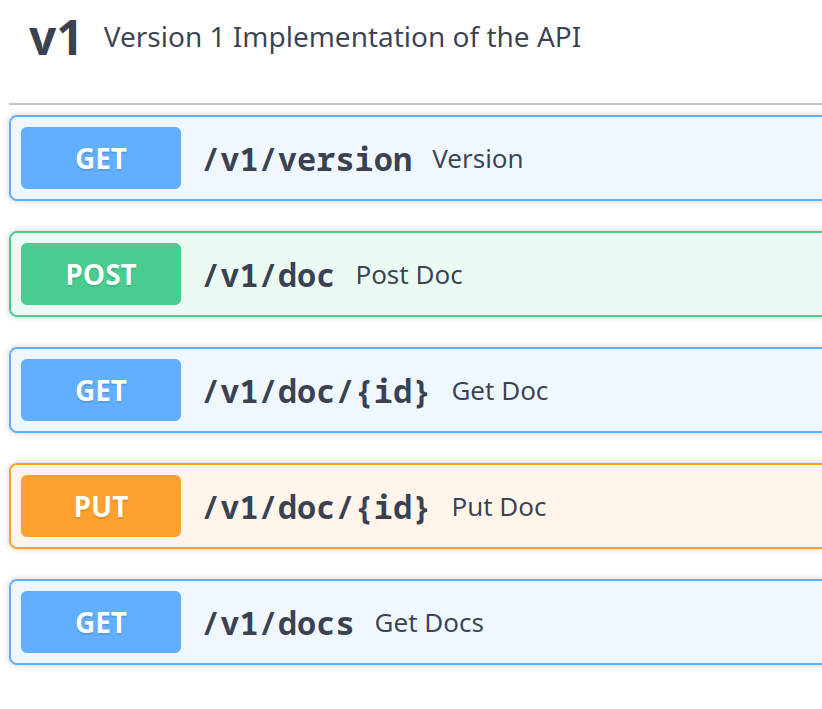 v1 Version 1 Implementation of the API
GET /v1/version Version
POST /v1/doc Post Doc
GET /v1/doc/{id} Get Doc
PUT /v1/doc/{id} Put Doc
GET /v1/docs Get Docs